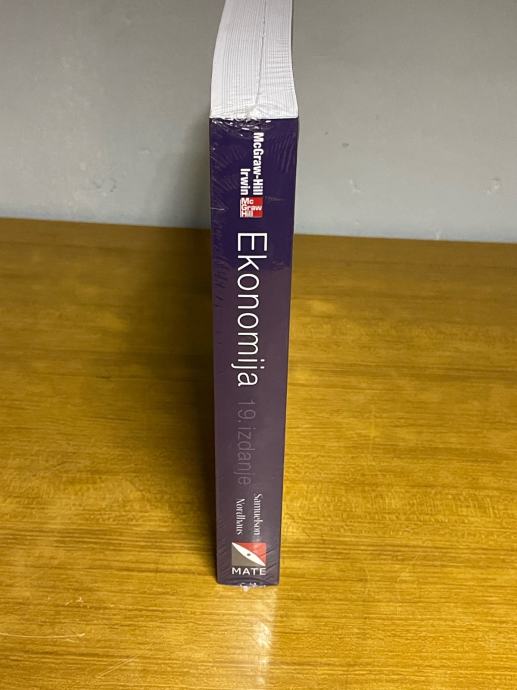 McGraw-Hill
Irwin
Mc
Graw
Hill
Ekonomija
19. izdanje
Samuelson
Nordhaus
MATE